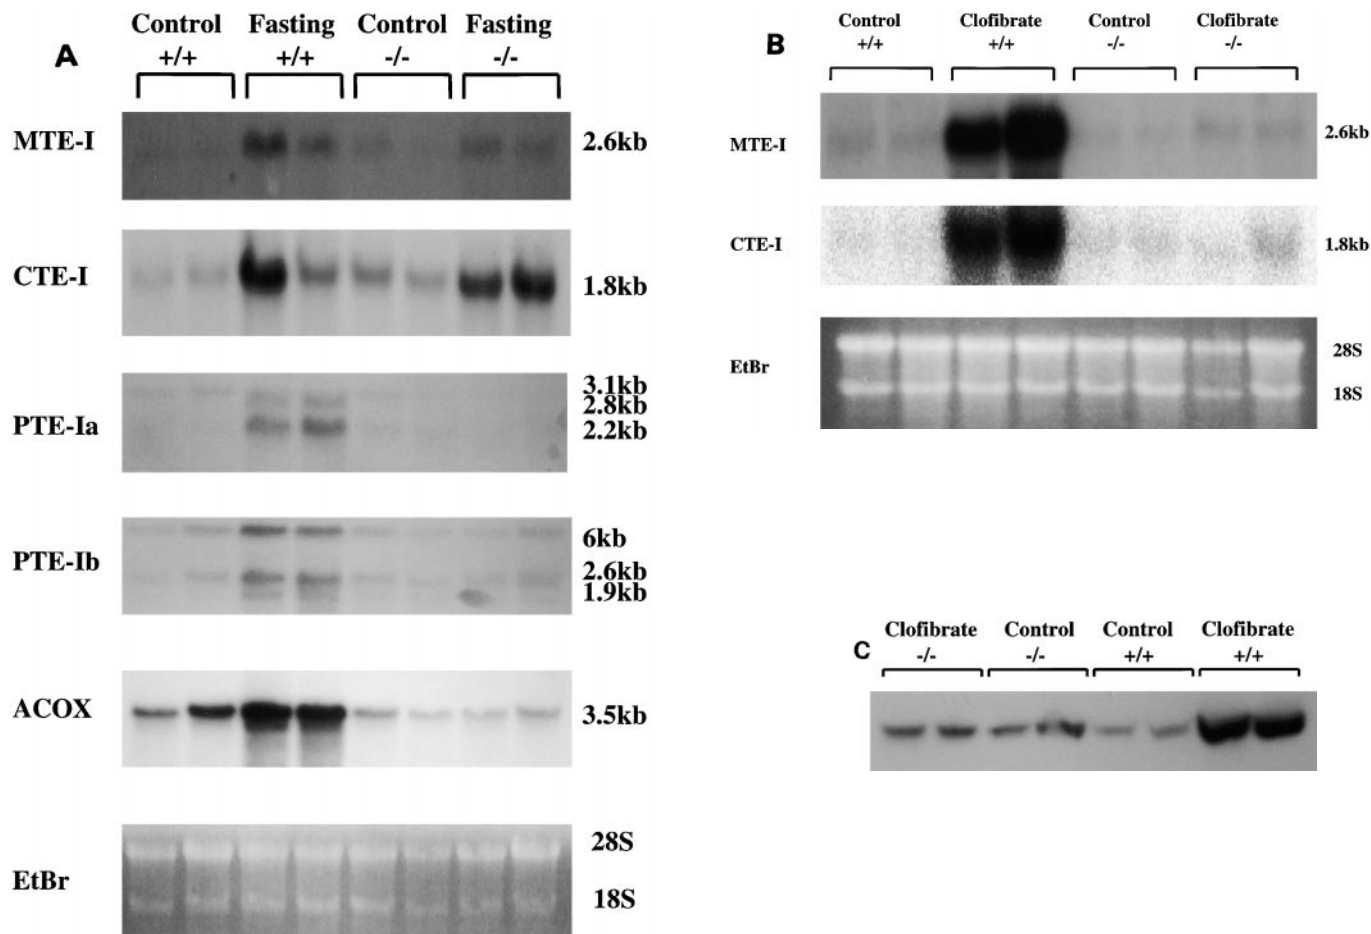 A
Control Fasting Control Fasting
+/+ +/+ -/- -/-
MTE-I 2.6kb
CTE-I 1.8kb
3.1kb
2.8kb
PTE-Ia 2.2kb
6kb
PTE-Ib 2.6kb
1.9kb
ACOX 3.5kb
28S
EtBr 18S
B
Control Clofibrate Control Clofibrate
+/+ +/+ -/- -/-
MTE-I 2.6kb
CTE-I 1.8kb
28S
EtBr
18S
C
Clofibrate Control Control Clofibrate
-/- -/- +/+ +/+